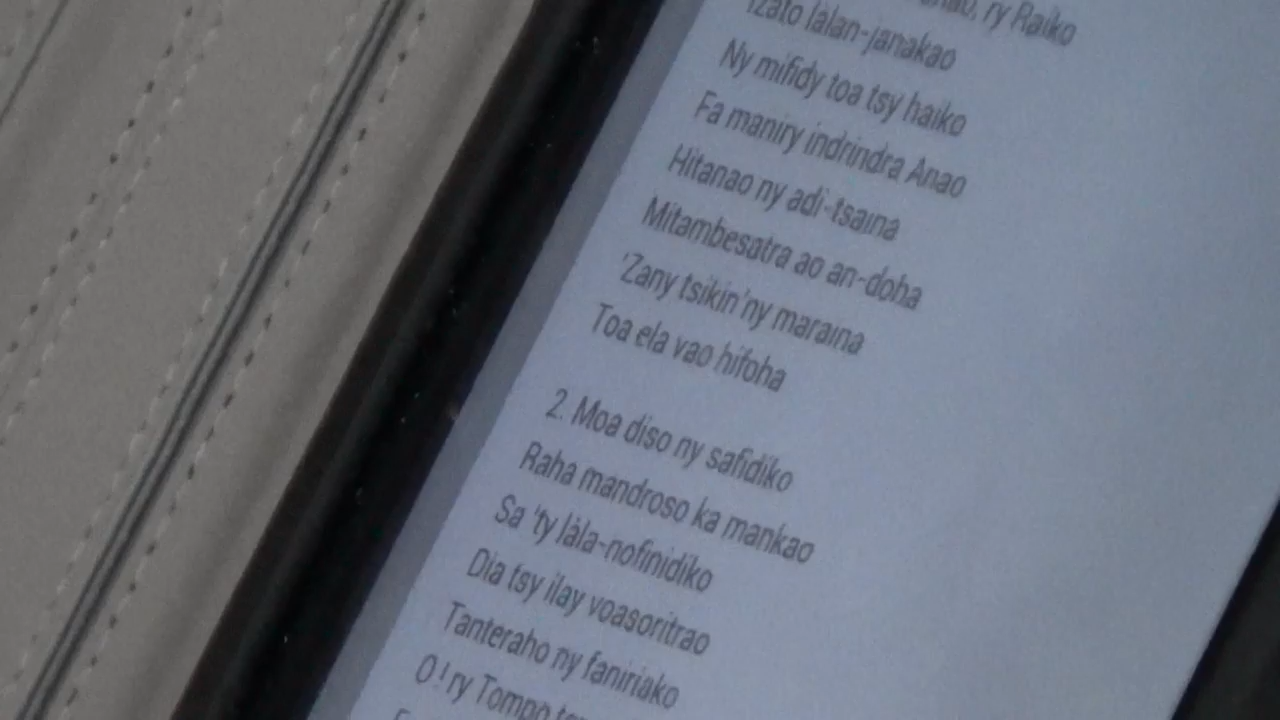 ry Raiko
Izato làlan-janakao
Ny mifidy toa tsy haiko
Fa maniry indrindra Anao
Hitanao ny adi-tsaina
Mitambesatra ao an-doha
'Zany tsikin'ny maraina
Toa ela vao hifoha
2. Moa diso ny safidiko
Raha mandroso ka mankao
Sa 'ty làla-nofinidiko
Dia tsy ilay voasoritrao
Tanteraho ny faniriako
O! ry Tompo